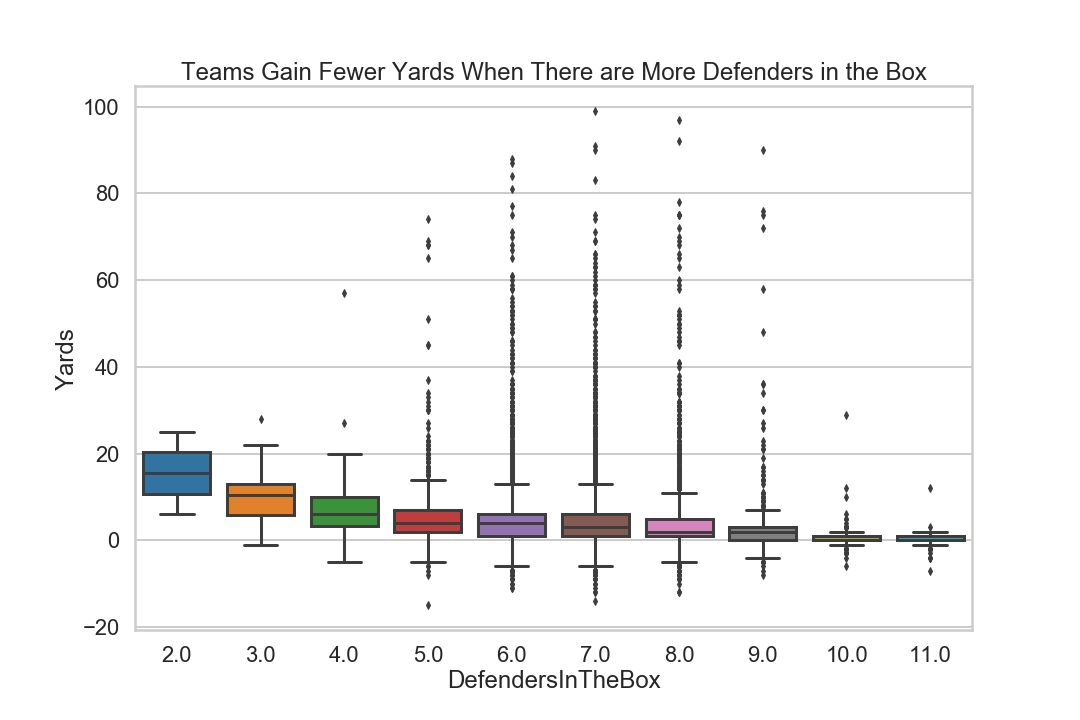 Teams Gain Fewer Yards When There are More Defenders in the Box
100
80
60
40
20
0
−20
Yards
2.0 3.0 4.0 5.0 6.0 7.0 8.0 9.0 10.0 11.0
DefendersInTheBox